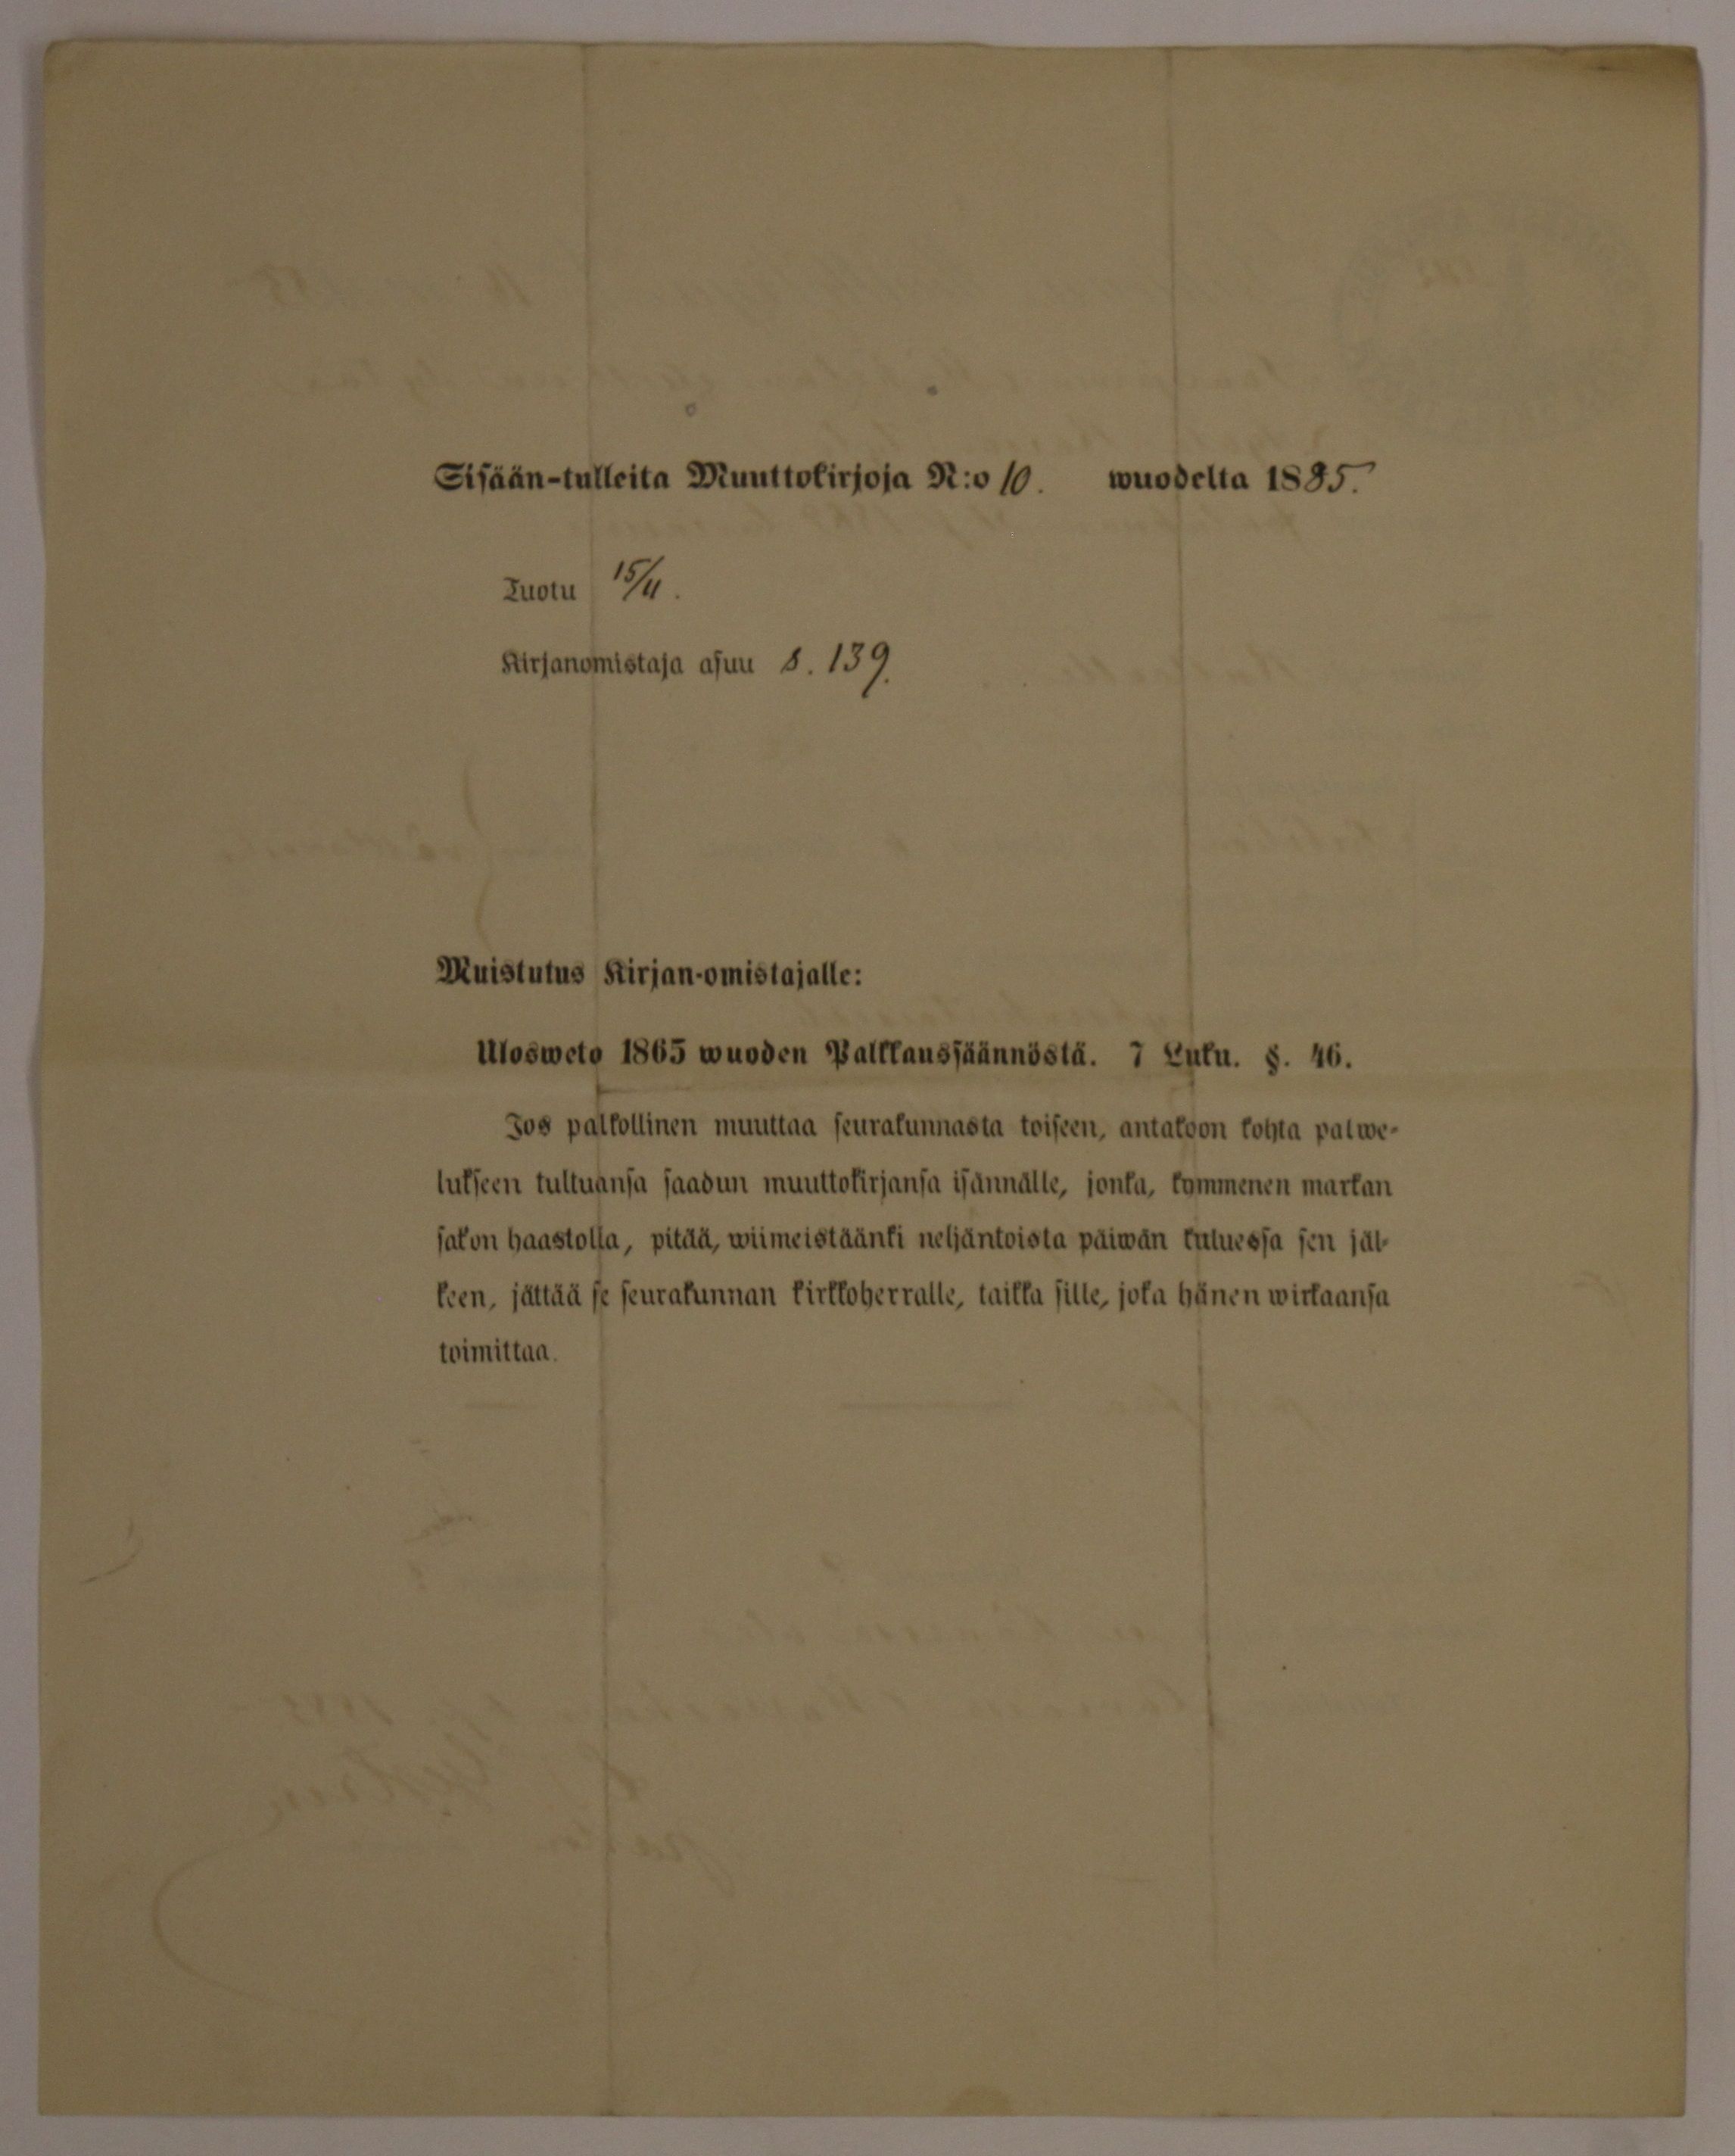 Sisään-tulleita Muuttokirjoja N:o 10. wuodelta 1885.
Tuotu 15/11.
Kirjanomistaja asuu s. 139.
Muistutus Kirjan-omistajalle:
Ulosweto 1865 wuoden Palkkaussäännöstä. 7 Luku. §. 46.
Jos palkollinen muuttaa seurakunnasta toiseen, antakoon kohta palwe-
lukseen tultuansa saadun muuttokirjansa isännälle, jonka, kymmenen markan
sakon haastolla, pitää, wiimeistäänki neljäntoista päiwän kuluessa sen jäl-
keen, jättää se seurakunnan kirkkoherralle, taikka sille, joka hänen wirkaansa
toimittaa.